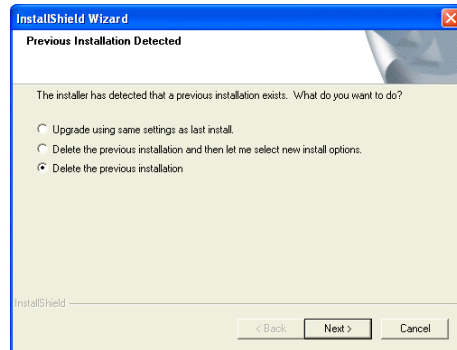 InstallShield Wizard
Previous Installation Detected
The installer has detected that a previous installation exists. What do you want to do?
Upgrade using same settings as last install.
Delete the previous installation and then let me select new install options.
Delete the previous installation
InstallShield
< Back
Next >
Cancel